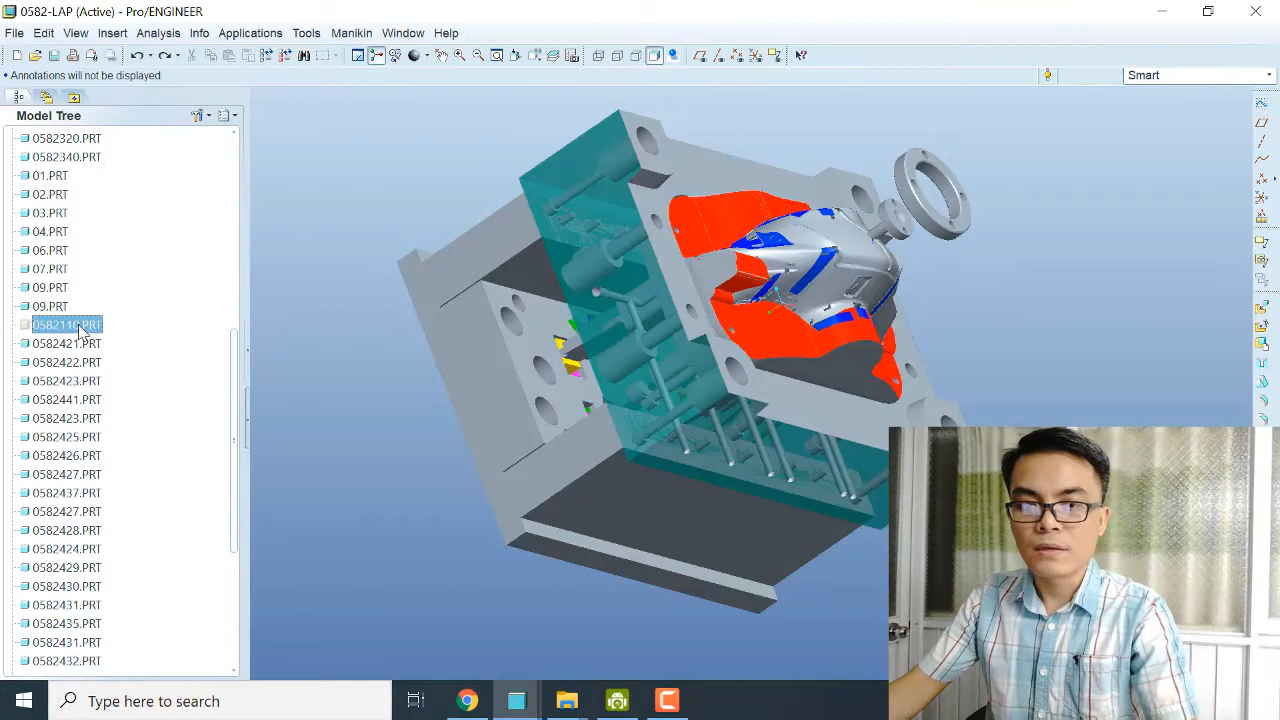 0582-LAP (Active) - Pro/ENGINEER
File Edit View Insert Analysis Info Applications Tools Manikin Window Help
Annotations will not be displayed.
Smart
Model Tree
0582320.PRT
0582340.PRT
01.PRT
02.PRT
03.PRT
04.PRT
06.PRT
07.PRT
09.PRT
09.PRT
0582110.PRT
0582421.PRT
0582422.PRT
0582423.PRT
0582441.PRT
0582423.PRT
0582425.PRT
0582426.PRT
0582427.PRT
0582437.PRT
0582427.PRT
0582428.PRT
0582424.PRT
0582429.PRT
0582430.PRT
0582431.PRT
0582435.PRT
0582431.PRT
0582432.PRT
Type here to search